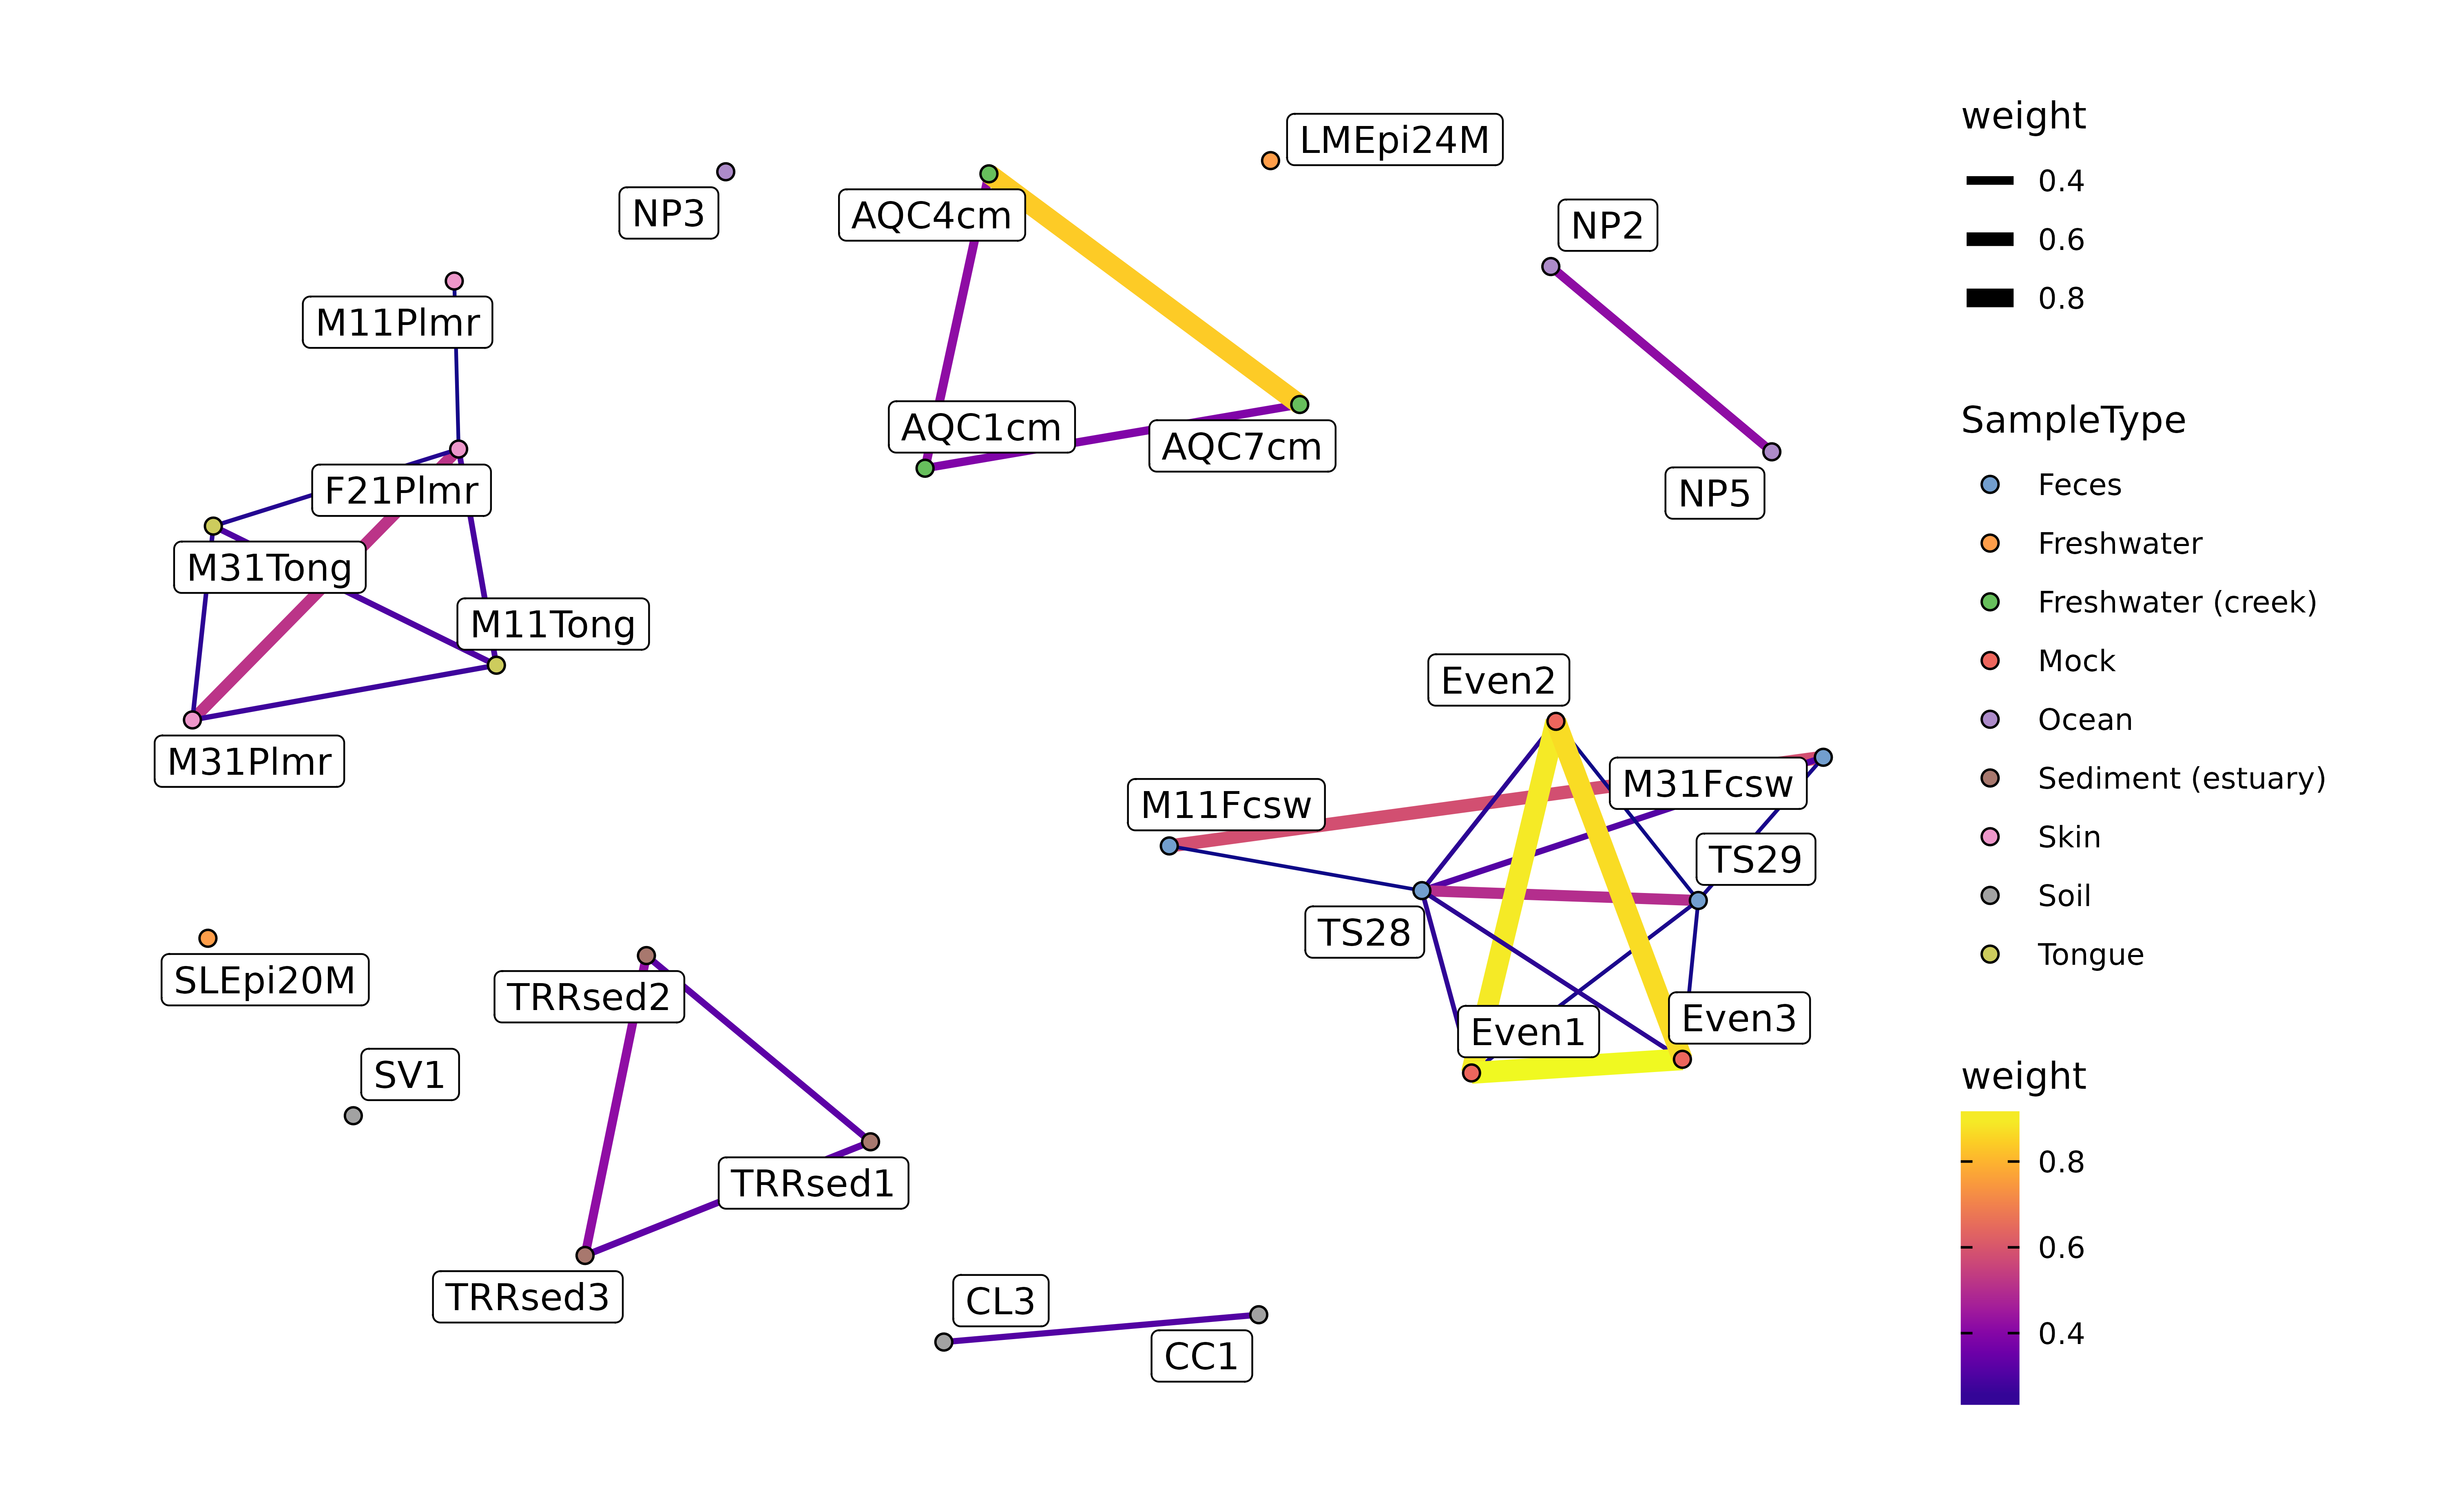 LMEpi24M
NP3
AQC4cm
NP2
M11Plmr
AQC1cm
AQC7cm
F21Plmr
NP5
M31Tong
M11Tong
M31Plmr
Even2
M31Fcsw
M11Fcsw
TS29
TS28
SLEpi20M
TRRsed2
Even3
Even1
SV1
TRRsed1
TRRsed3
CL3
CC1
weight
0.4
0.6
0.8
SampleType
Feces
Freshwater
Freshwater (creek)
Mock
Ocean
Sediment (estuary)
Skin
Soil
Tongue
weight
0.8
0.6
0.4